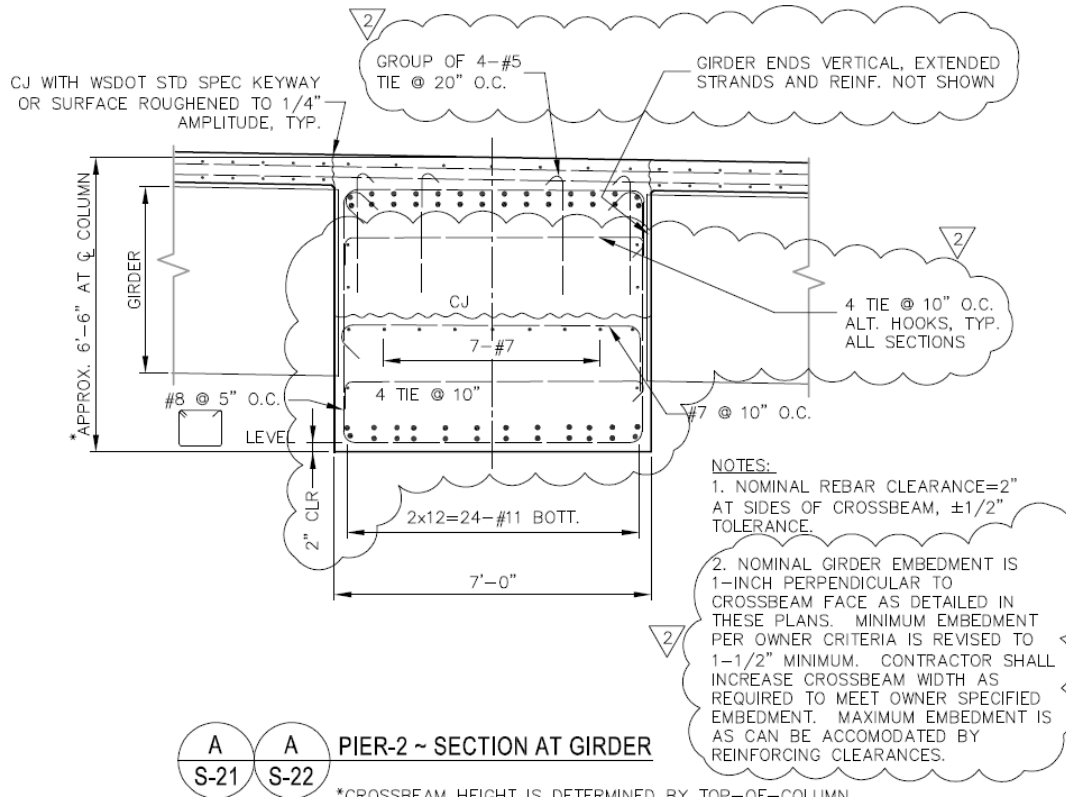 2
GROUP OF 4-#5
TIE @ 20" O.C.
GIRDER ENDS VERTICAL, EXTENDED
STRANDS AND REINF. NOT SHOWN
CJ WITH WSDOT STD SPEC KEYWAY
OR SURFACE ROUGHENED TO 1/4"
AMPLITUDE, TYP.
*APPROX. 6'-6" AT ℄ COLUMN
GIRDER
2
CJ
4 TIE @ 10" O.C.
ALT. HOOKS, TYP.
ALL SECTIONS
7-#7
#8 @ 5" O.C.
4 TIE @ 10"
#7 @ 10" O.C.
LEVEL
2" CLR
2x12=24-#11 BOTT.
7'-0"
NOTES:
1. NOMINAL REBAR CLEARANCE=2"
AT SIDES OF CROSSBEAM, ±1/2"
TOLERANCE.
2. NOMINAL GIRDER EMBEDMENT IS
1-INCH PERPENDICULAR TO
CROSSBEAM FACE AS DETAILED IN
THESE PLANS. MINIMUM EMBEDMENT
PER OWNER CRITERIA IS REVISED TO
1-1/2" MINIMUM. CONTRACTOR SHALL
INCREASE CROSSBEAM WIDTH AS
REQUIRED TO MEET OWNER SPECIFIED
EMBEDMENT. MAXIMUM EMBEDMENT IS
AS CAN BE ACCOMODATED BY
REINFORCING CLEARANCES.
2
A
S-21
A
S-22
PIER-2 ~ SECTION AT GIRDER
*CROSSBEAM HEIGHT IS DETERMINED BY TOP-OF-COLUMN